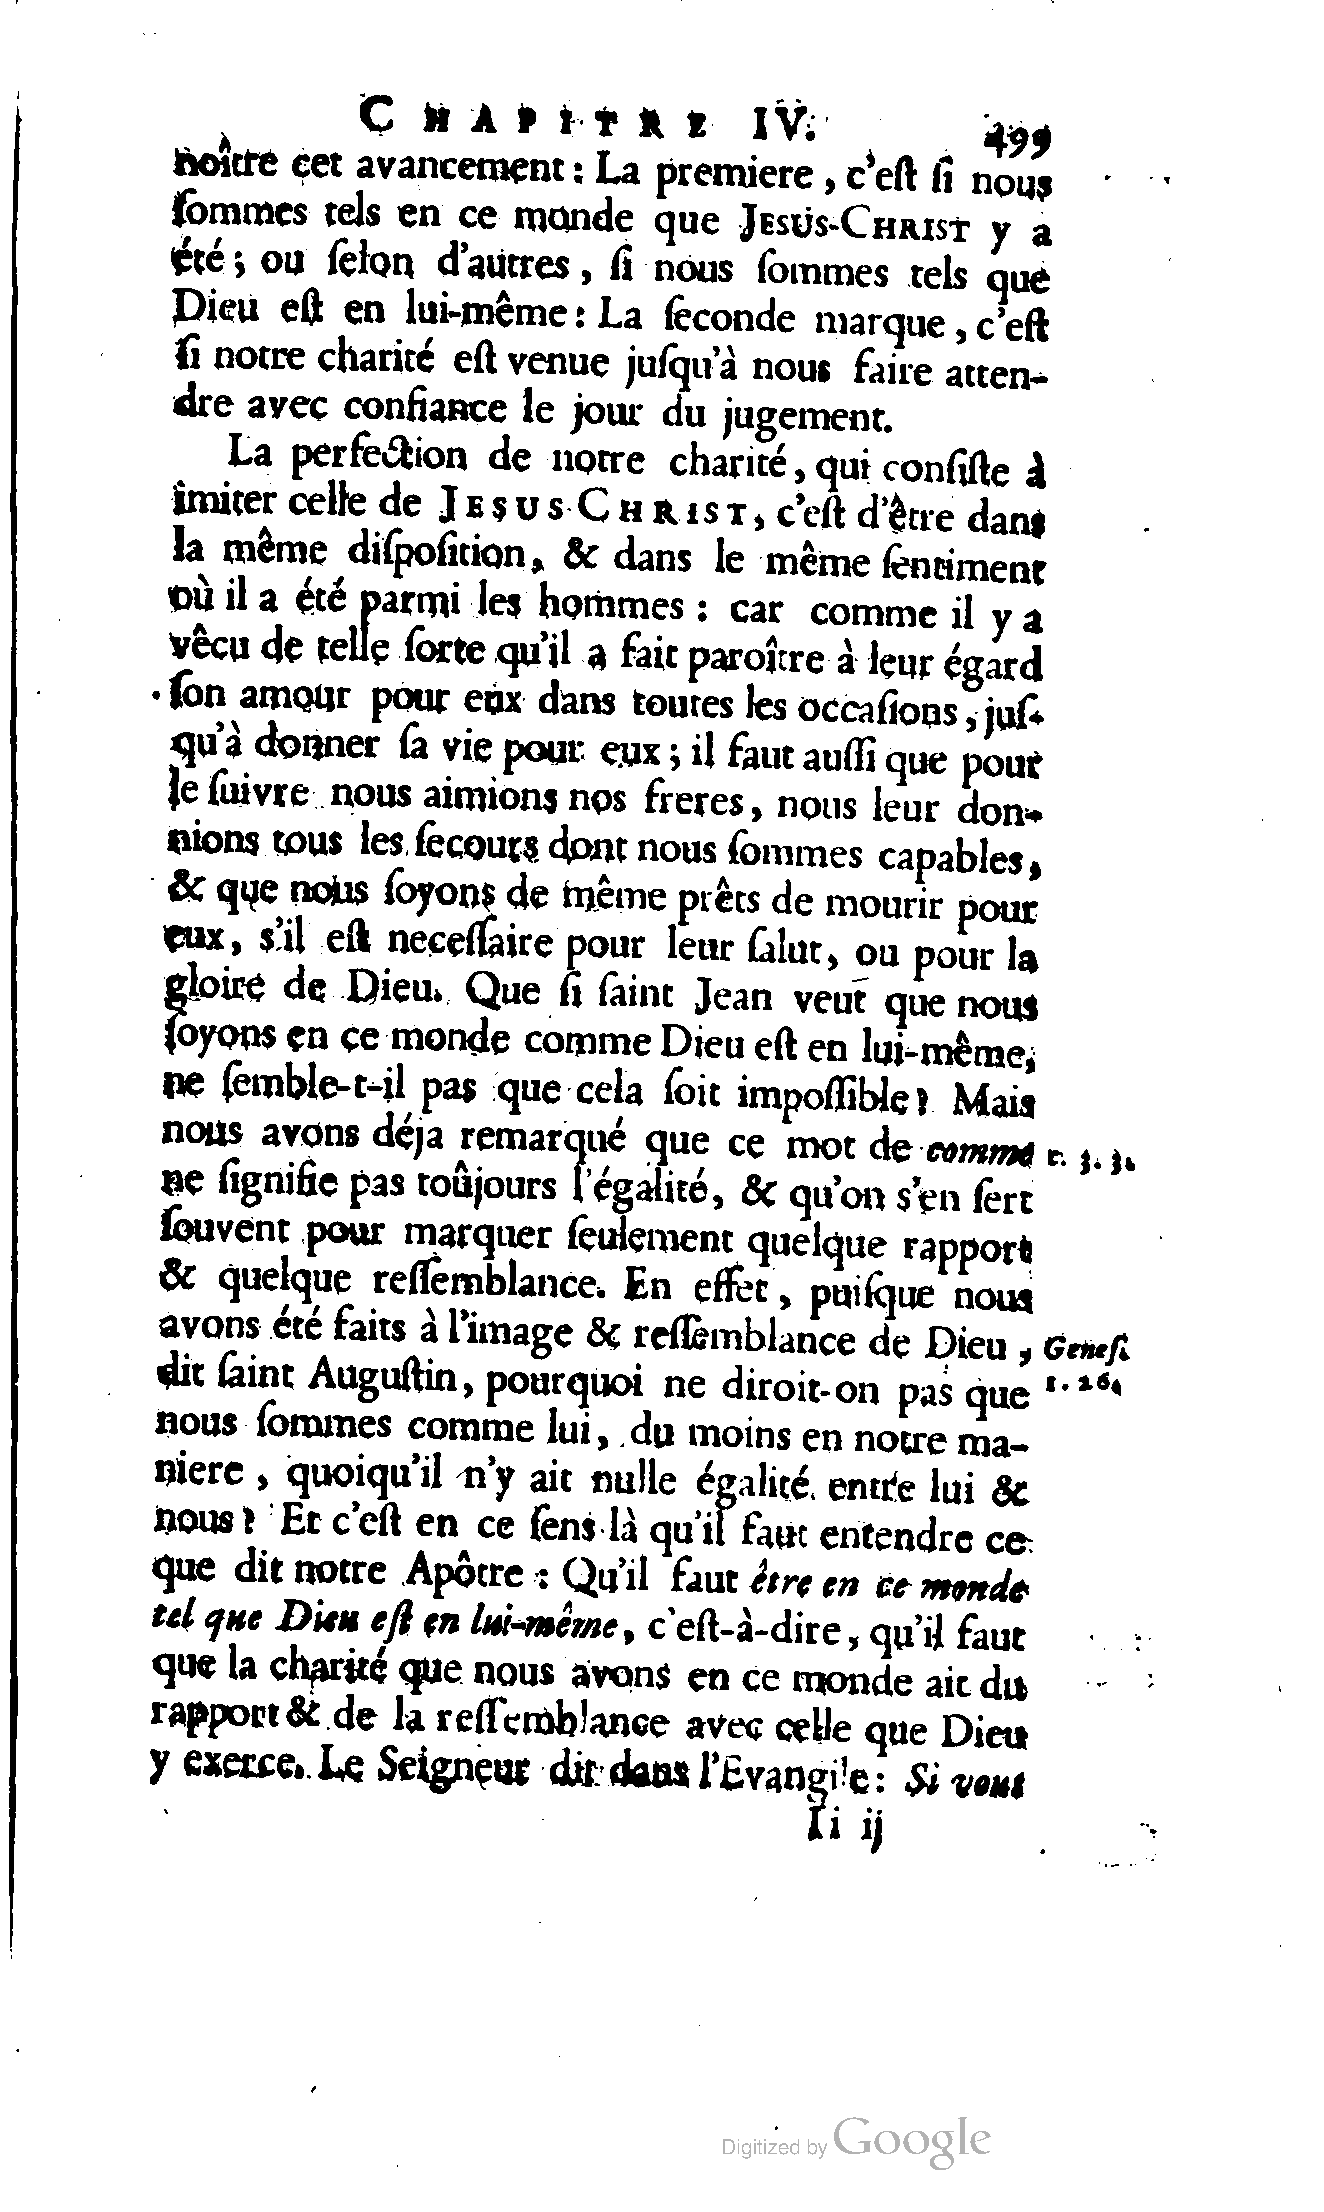 CHAPITRE IV. 499
noître cet avancement : La premiere, c'eſt ſi nous
ſommes tels en ce monde que JESUS-CHRIST y a
été ; ou ſelon d'autres, ſi nous ſommes tels que
Dieu eſt en lui-même : La ſeconde marque, c'eſt
ſi notre charité eſt venue juſqu'à nous faire atten-
dre avec confiance le jour du jugement.
La perfection de notre charité, qui conſiſte à
imiter celle de JESUS-CHRIST, c'eſt d'être dans
la même diſpoſition, & dans le même ſentiment
où il a été parmi les hommes : car comme il y a
vêcu de telle ſorte qu'il a fait paroître à leur égard
ſon amour pour eux dans toutes les occaſions, juſ-
qu'à donner ſa vie pour eux ; il faut auſſi que pour
le ſuivre nous aimions nos freres, nous leur don-
nions tous les ſecours dont nous ſommes capables,
& que nous ſoyons de même prêts de mourir pour
eux, s'il eſt neceſſaire pour leur ſalut, ou pour la
gloire de Dieu. Que ſi ſaint Jean veut que nous
ſoyons en ce monde comme Dieu eſt en lui-même,
ne ſemble-t-il pas que cela ſoit impoſſible ? Mais
nous avons déja remarqué que ce mot de comme c. 3. 3.
ne ſignifie pas toûjours l'égalité, & qu'on s'en ſert
ſouvent pour marquer ſeulement quelque rapport
& quelque reſſemblance. En effet, puiſque nous
avons été faits à l'image & reſſemblance de Dieu, Geneſ.
dit ſaint Auguſtin, pourquoi ne diroit-on pas que 1. 26.
nous ſommes comme lui, du moins en notre ma-
niere, quoiqu'il n'y ait nulle égalité entre lui &
nous ? Et c'eſt en ce ſens là qu'il faut entendre ce
que dit notre Apôtre : Qu'il faut être en ce monde
tel que Dieu eſt en lui-même, c'eſt-à-dire, qu'il faut
que la charité que nous avons en ce monde ait du
rapport & de la reſſemblance avec celle que Dieu
y exerce. Le Seigneur dit dans l'Evangile : Si vous
Ii ij
Digitized by Google